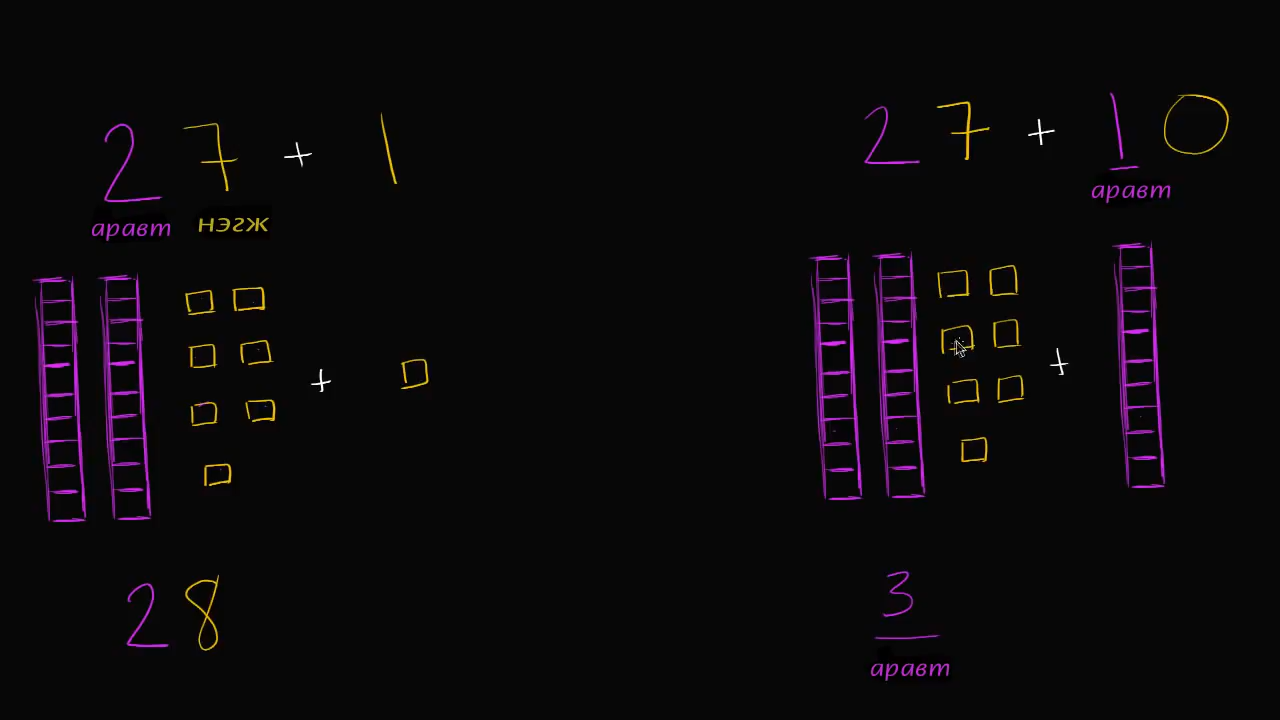 27 + 1
аравт нэгж
+
28
27 + 10
аравт
+
3
аравт